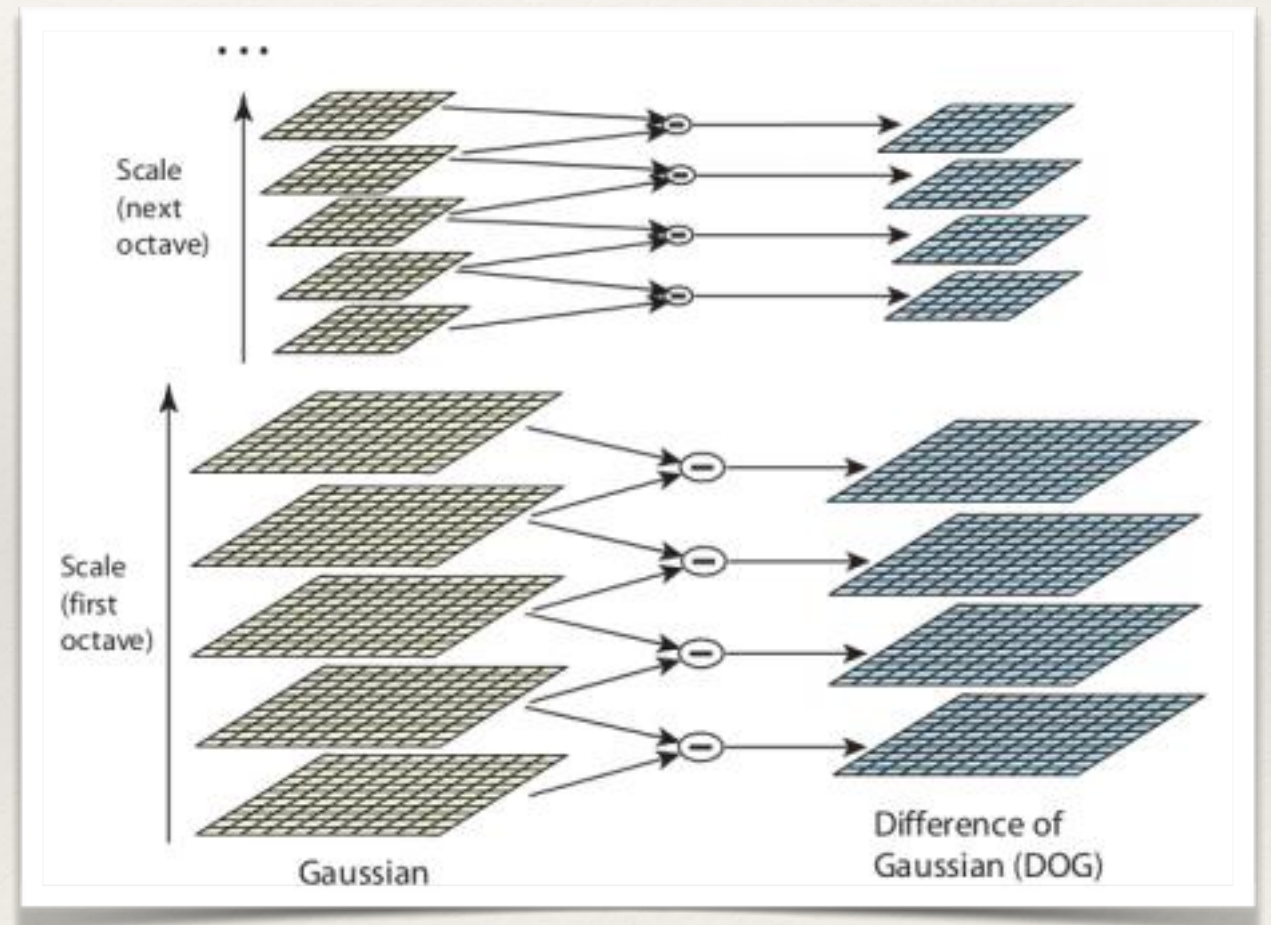 ...
Scale
(next
octave)
Scale
(first
octave)
Gaussian
Difference of
Gaussian (DOG)